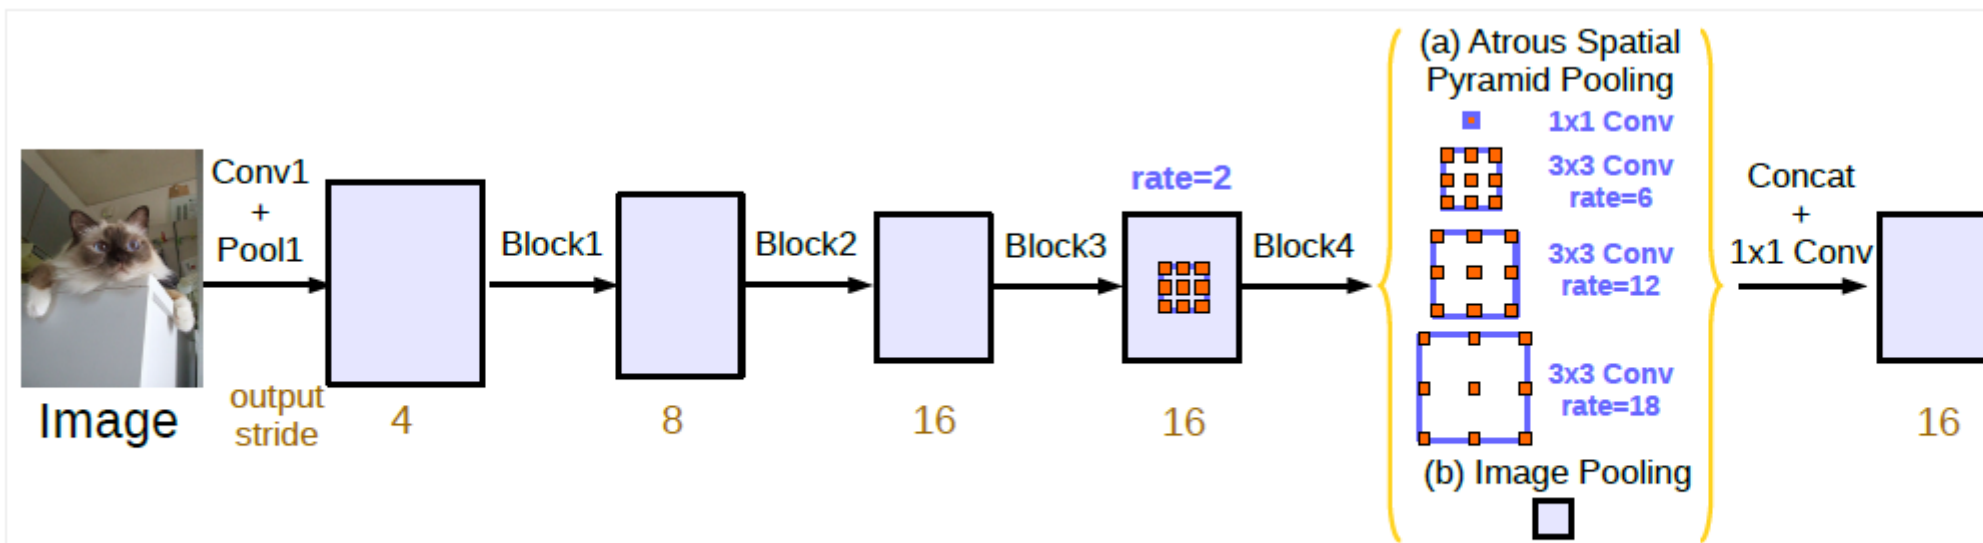 Image
Conv1
+
Pool1
output
stride
4
Block1
8
Block2
16
Block3
rate=2
16
Block4
(a) Atrous Spatial
Pyramid Pooling
1x1 Conv
3x3 Conv
rate=6
3x3 Conv
rate=12
3x3 Conv
rate=18
(b) Image Pooling
Concat
+
1x1 Conv
16